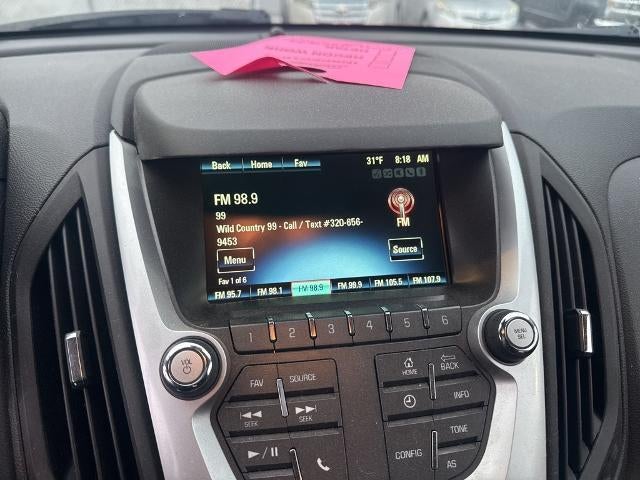 Back Home Fav 31°F 8:18 AM
FM 98.9
99
Wild Country 99 - Call / Text #320-656-
9453
FM
Menu
Source
Fav 1 of 6
FM 95.7 FM 98.1 FM 98.9 FM 99.9 FM 105.5 FM 107.9
1 2 3 4 5 6
VOL
MENU
SEL
FAV SOURCE
HOME BACK
SEEK SEEK
INFO
TONE
CONFIG AS